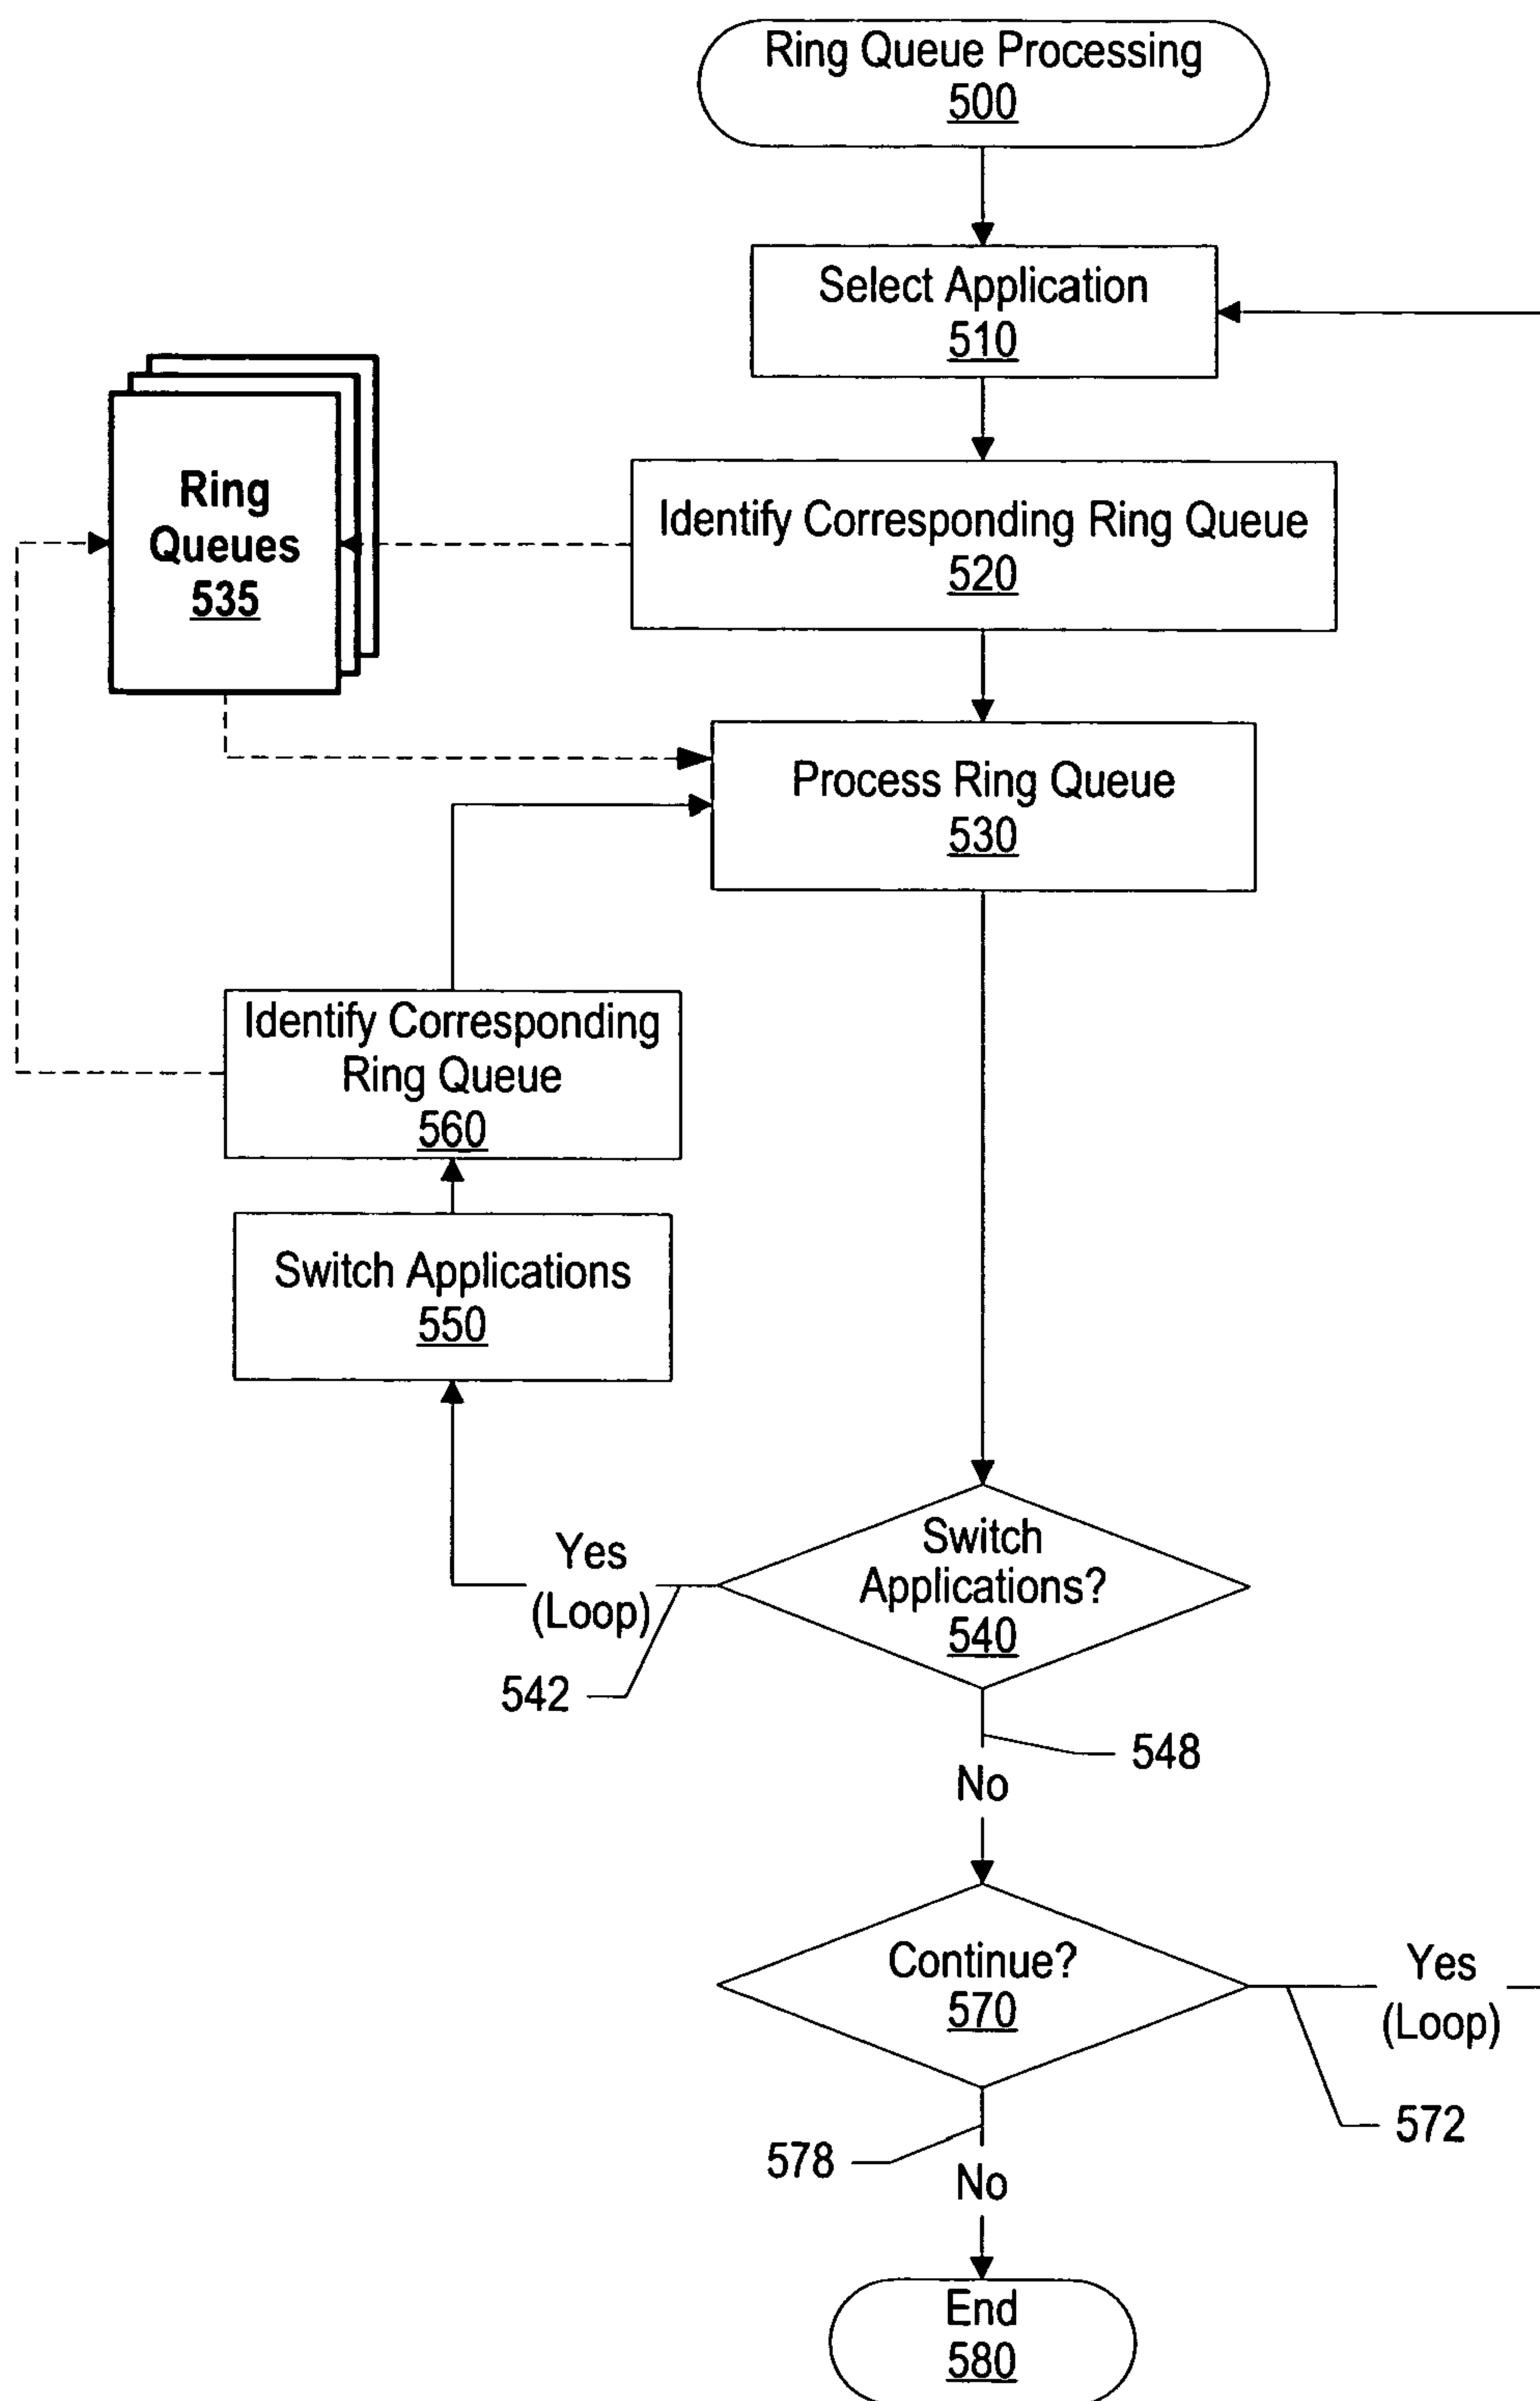 Ring Queue Processing
500
Select Application
510
Ring
Queues
535
Identify Corresponding Ring Queue
520
Process Ring Queue
530
Identify Corresponding
Ring Queue
560
Switch Applications
550
Switch
Applications?
540
Yes
(Loop)
542
548
No
Continue?
570
Yes
(Loop)
572
578
No
End
580